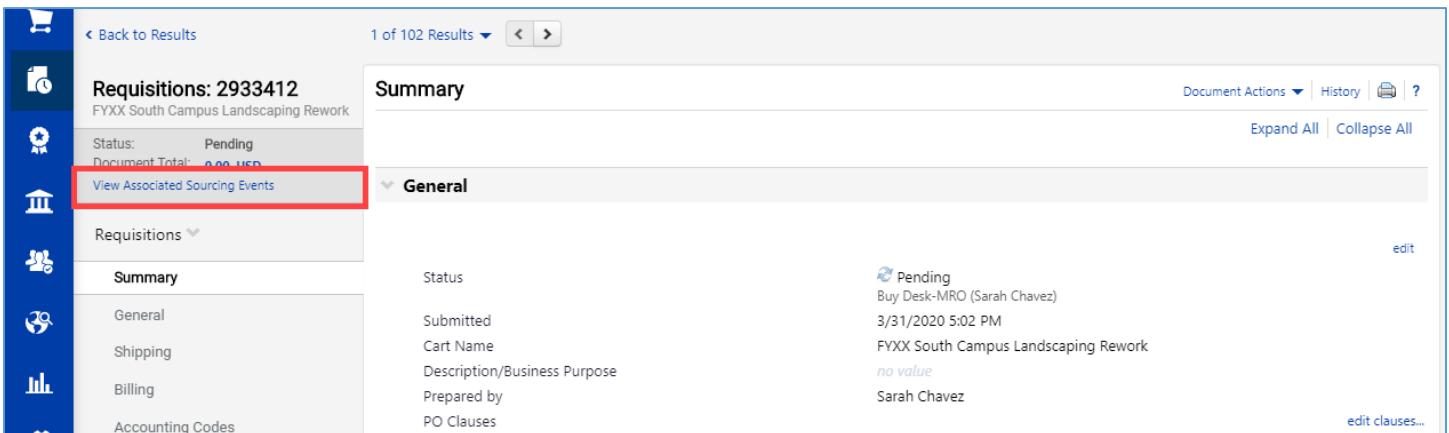 Back to Results
1 of 102 Results
Requisitions: 2933412
FYXX South Campus Landscaping Rework
Status: Pending
Document Total: 0.00 USD
View Associated Sourcing Events
Requisitions
Summary
General
Shipping
Billing
Accounting Codes
Summary
Document Actions History ?
Expand All Collapse All
General
edit
Status Pending
Buy Desk-MRO (Sarah Chavez)
Submitted 3/31/2020 5:02 PM
Cart Name FYXX South Campus Landscaping Rework
Description/Business Purpose no value
Prepared by Sarah Chavez
PO Clauses edit clauses...